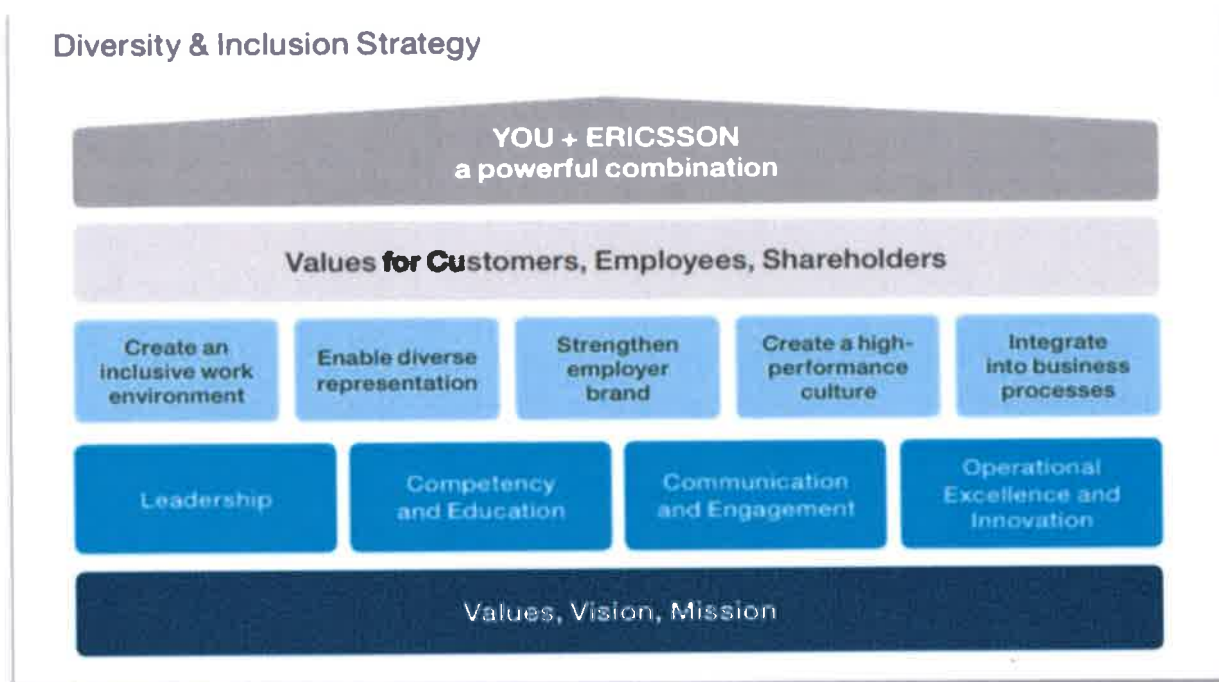 Diversity & Inclusion Strategy
YOU + ERICSSON
a powerful combination
Values for Customers, Employees, Shareholders
Create an
inclusive work
environment
Enable diverse
representation
Strengthen
employer
brand
Create a high-
performance
culture
Integrate
into business
processes
Leadership
Competency
and Education
Communication
and Engagement
Operational
Excellence and
Innovation
Values, Vision, Mission